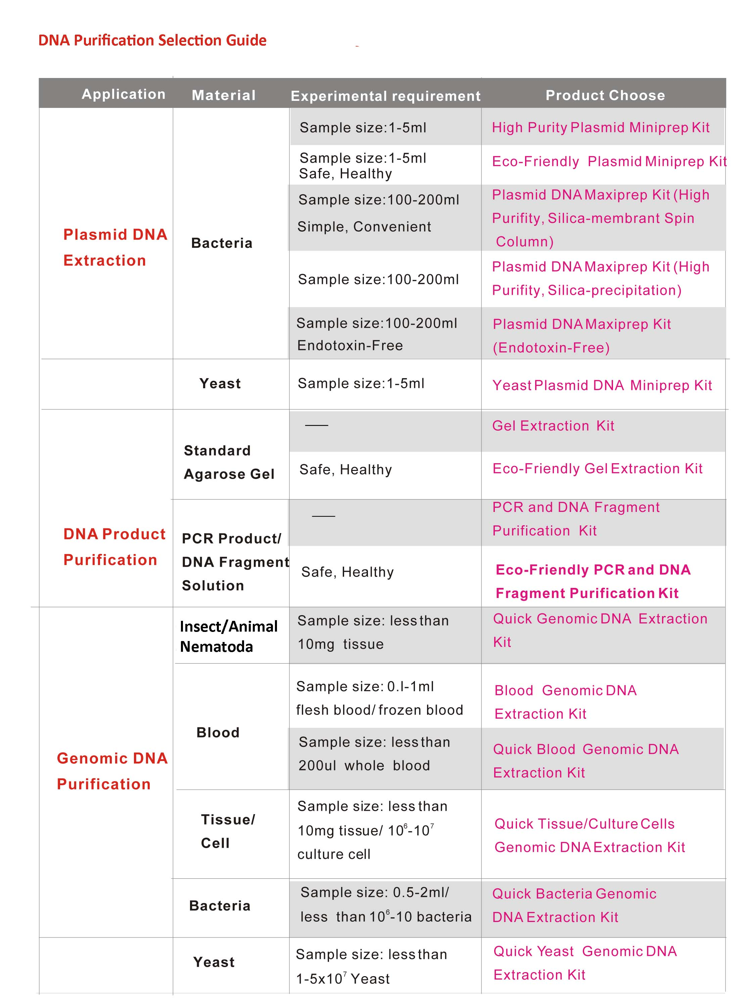 DNA Purification Selection Guide
Application Material Experimental requirement Product Choose
Plasmid DNA
Extraction
Bacteria
Sample size:1-5ml
High Purity Plasmid Miniprep Kit
Sample size:1-5ml
Safe, Healthy
Eco-Friendly Plasmid Miniprep Kit
Sample size:100-200ml
Simple, Convenient
Plasmid DNA Maxiprep Kit (High
Purifity, Silica-membrant Spin
Column)
Sample size:100-200ml
Plasmid DNA Maxiprep Kit (High
Purifity, Silica-precipitation)
Sample size:100-200ml
Endotoxin-Free
Plasmid DNA Maxiprep Kit
(Endotoxin-Free)
Yeast
Sample size:1-5ml
Yeast Plasmid DNA Miniprep Kit
DNA Product
Purification
Standard
Agarose Gel
——
Gel Extraction Kit
Safe, Healthy
Eco-Friendly Gel Extraction Kit
PCR Product/
DNA Fragment
Solution
——
PCR and DNA Fragment
Purification Kit
Safe, Healthy
Eco-Friendly PCR and DNA
Fragment Purification Kit
Genomic DNA
Purification
Insect/Animal
Nematoda
Sample size: less than
10mg tissue
Quick Genomic DNA Extraction
Kit
Blood
Sample size: 0.l-1ml
flesh blood/ frozen blood
Blood Genomic DNA
Extraction Kit
Sample size: less than
200ul whole blood
Quick Blood Genomic DNA
Extraction Kit
Tissue/
Cell
Sample size: less than
10mg tissue/ 10⁶-10⁷
culture cell
Quick Tissue/Culture Cells
Genomic DNA Extraction Kit
Bacteria
Sample size: 0.5-2ml/
less than 10⁶-10 bacteria
Quick Bacteria Genomic
DNA Extraction Kit
Yeast
Sample size: less than
1-5x10⁷ Yeast
Quick Yeast Genomic DNA
Extraction Kit